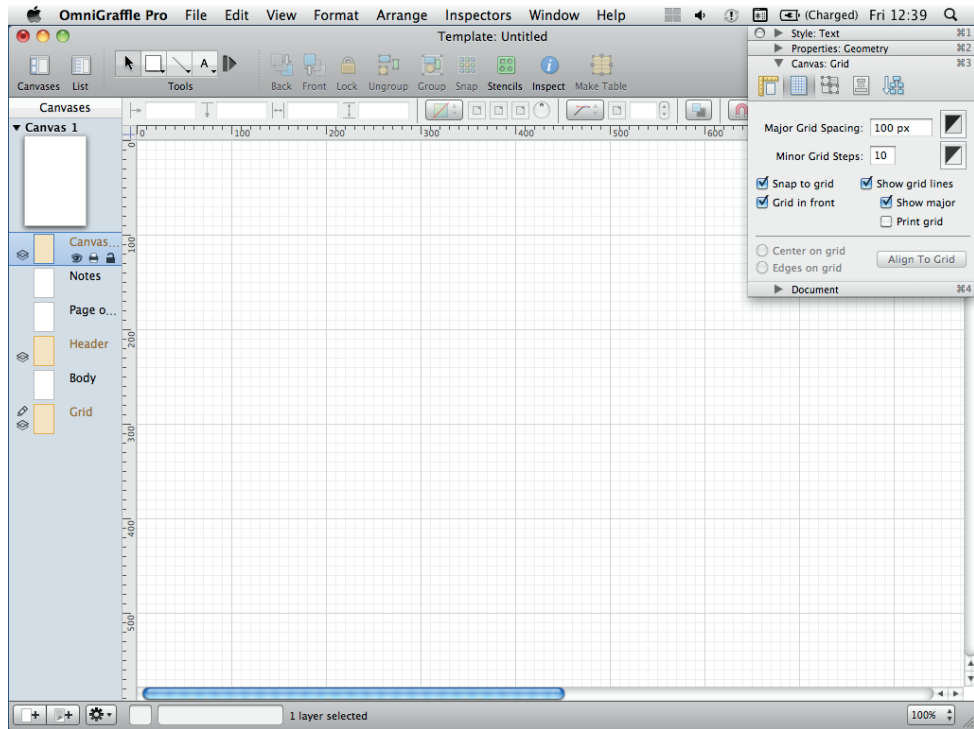 OmniGraffle Pro File Edit View Format Arrange Inspectors Window Help (Charged) Fri 12:39
Template: Untitled
Canvases List Tools Back Front Lock Ungroup Group Snap Stencils Inspect Make Table
A
Canvases
Canvas 1
Canvas...
Notes
Page o...
Header
Body
Grid
0 100 200 300 400 500 600
0
100
200
300
400
500
Style: Text ⌘1
Properties: Geometry ⌘2
Canvas: Grid ⌘3
Major Grid Spacing: 100 px
Minor Grid Steps: 10
Snap to grid Show grid lines
Grid in front Show major
Print grid
Center on grid
Edges on grid
Align To Grid
Document ⌘4
1 layer selected
100%